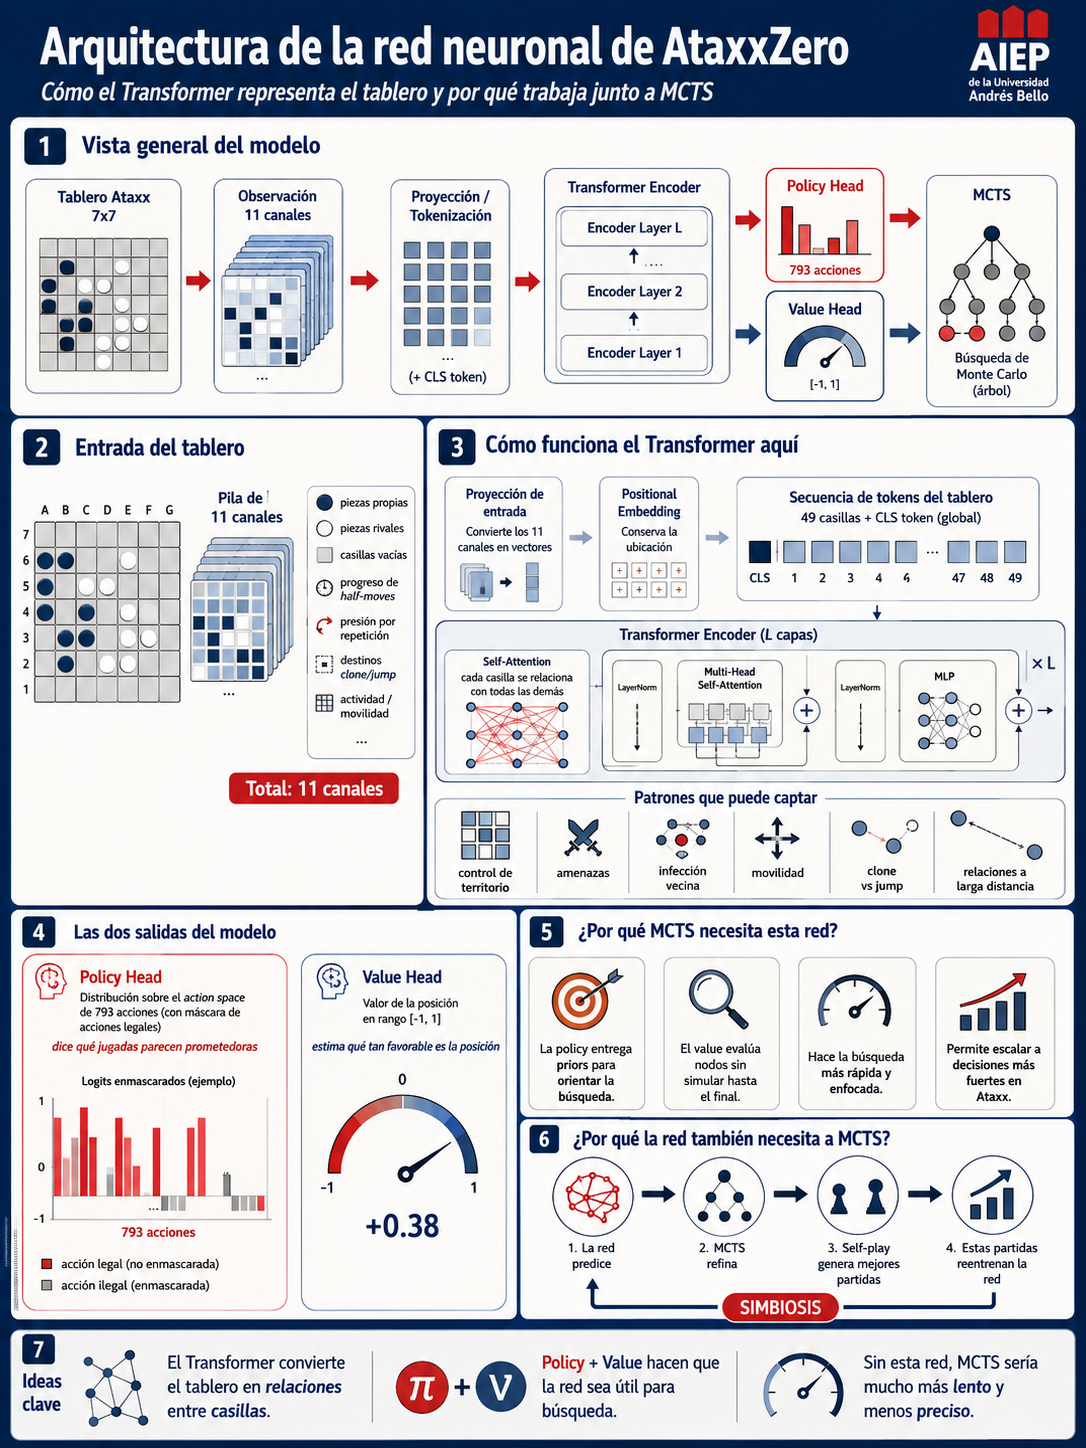 Arquitectura de la red neuronal de AtaxxZero
Cómo el Transformer representa el tablero y por qué trabaja junto a MCTS
AIEP
de la Universidad
Andrés Bello
1
Vista general del modelo
Tablero Ataxx
7x7
Observación
11 canales
...
Proyección /
Tokenización
...
(+ CLS token)
Transformer Encoder
Encoder Layer L
....
Encoder Layer 2
Encoder Layer 1
Policy Head
793 acciones
Value Head
[-1, 1]
MCTS
Búsqueda de
Monte Carlo
(árbol)
2
Entrada del tablero
A B C D E F G
7
6
5
4
3
2
1
Pila de
11 canales
...
piezas propias
piezas rivales
casillas vacías
progreso de
half-moves
presión por
repetición
destinos
clone/jump
actividad /
movilidad
...
Total: 11 canales
3
Cómo funciona el Transformer aquí
Proyección de
entrada
Convierte los 11
canales en vectores
Positional
Embedding
Conserva la
ubicación
Secuencia de tokens del tablero
49 casillas + CLS token (global)
...
CLS 1 2 3 4 4 47 48 49
Transformer Encoder (L capas)
Self-Attention
cada casilla se relaciona
con todas las demás
LayerNorm
Multi-Head
Self-Attention
+
LayerNorm
MLP
+
× L
Patrones que puede captar
control de
territorio
amenazas
infección
vecina
movilidad
clone
vs jump
relaciones a
larga distancia
4
Las dos salidas del modelo
Policy Head
Distribución sobre el action space
de 793 acciones (con máscara de
acciones legales)
dice qué jugadas parecen prometedoras
Logits enmascarados (ejemplo)
1
0
-1
...
793 acciones
acción legal (no enmascarada)
acción ilegal (enmascarada)
Value Head
Valor de la posición
en rango [-1, 1]
estima qué tan favorable es la posición
0
-1
1
+0.38
5
¿Por qué MCTS necesita esta red?
La policy entrega
priors para
orientar la
búsqueda.
El value evalúa
nodos sin
simular hasta
el final.
Hace la búsqueda
más rápida y
enfocada.
Permite escalar a
decisiones más
fuertes en
Ataxx.
6
¿Por qué la red también necesita a MCTS?
1. La red
predice
2. MCTS
refina
3. Self-play
genera mejores
partidas
4. Estas partidas
reentrenan la
red
SIMBIOSIS
7
Ideas
clave
El Transformer convierte
el tablero en relaciones
entre casillas.
π + V
Policy + Value hacen que
la red sea útil para
búsqueda.
Sin esta red, MCTS sería
mucho más lento y
menos preciso.